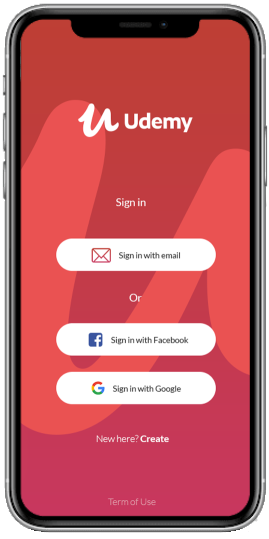 Udemy
Sign in
Sign in with email
Or
Sign in with Facebook
Sign in with Google
New here? Create
Term of Use